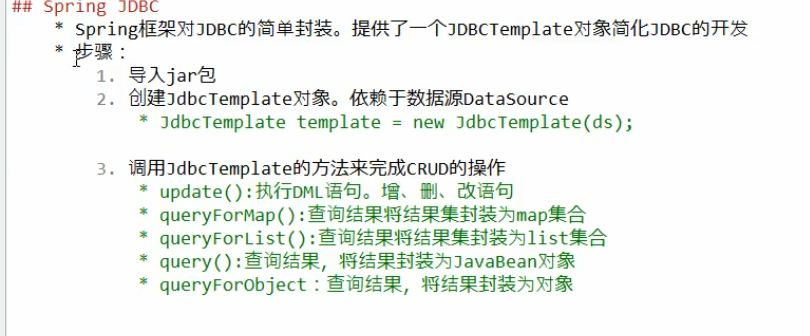 ## Spring JDBC
* Spring框架对JDBC的简单封装。提供了一个JDBCTemplate对象简化JDBC的开发
* 步骤：
1. 导入jar包
2. 创建JdbcTemplate对象。依赖于数据源DataSource
* JdbcTemplate template = new JdbcTemplate(ds);
3. 调用JdbcTemplate的方法来完成CRUD的操作
* update():执行DML语句。增、删、改语句
* queryForMap():查询结果将结果集封装为map集合
* queryForList():查询结果将结果集封装为list集合
* query():查询结果，将结果封装为JavaBean对象
* queryForObject：查询结果，将结果封装为对象